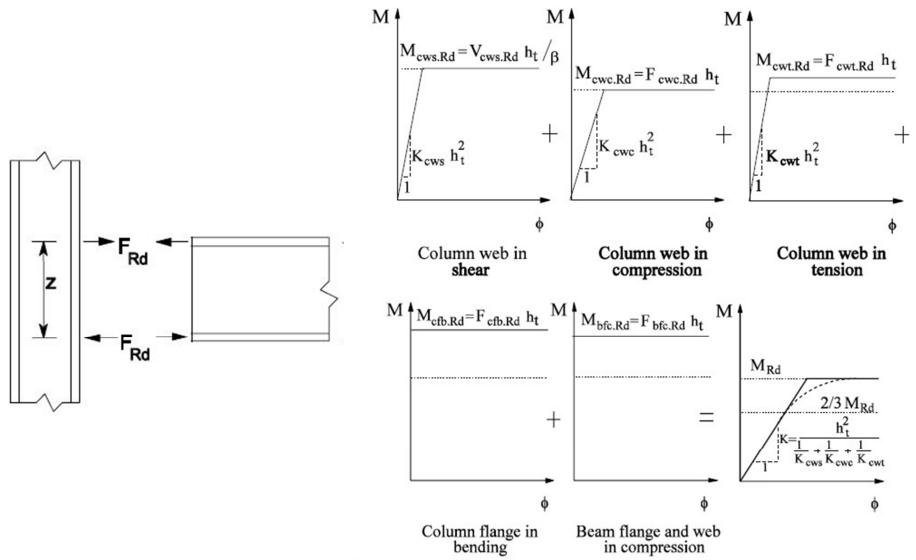 z
F_Rd
F_Rd
M
M_cws.Rd = V_cws.Rd h_t / β
K_cws h_t^2
1
ϕ
Column web in
shear
+
M
M_cwc.Rd = F_cwc.Rd h_t
K_cwc h_t^2
1
ϕ
Column web in
compression
+
M
M_cwt.Rd = F_cwt.Rd h_t
K_cwt h_t^2
1
ϕ
Column web in
tension
+
M
M_cfb.Rd = F_cfb.Rd h_t
ϕ
Column flange in
bending
+
M
M_bfc.Rd = F_bfc.Rd h_t
ϕ
Beam flange and web
in compression
=
M
M_Rd
2/3 M_Rd
K = h_t^2 / (1/K_cws + 1/K_cwc + 1/K_cwt)
1
ϕ